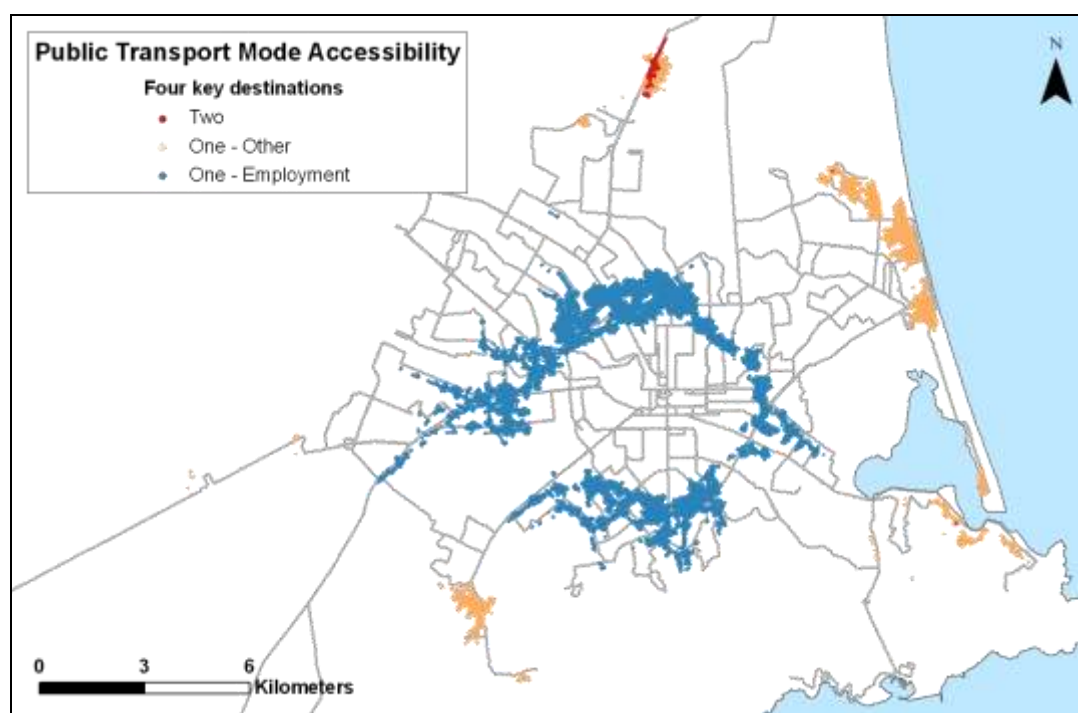 Public Transport Mode Accessibility
Four key destinations
Two
One - Other
One - Employment
N
0 3 6
Kilometers